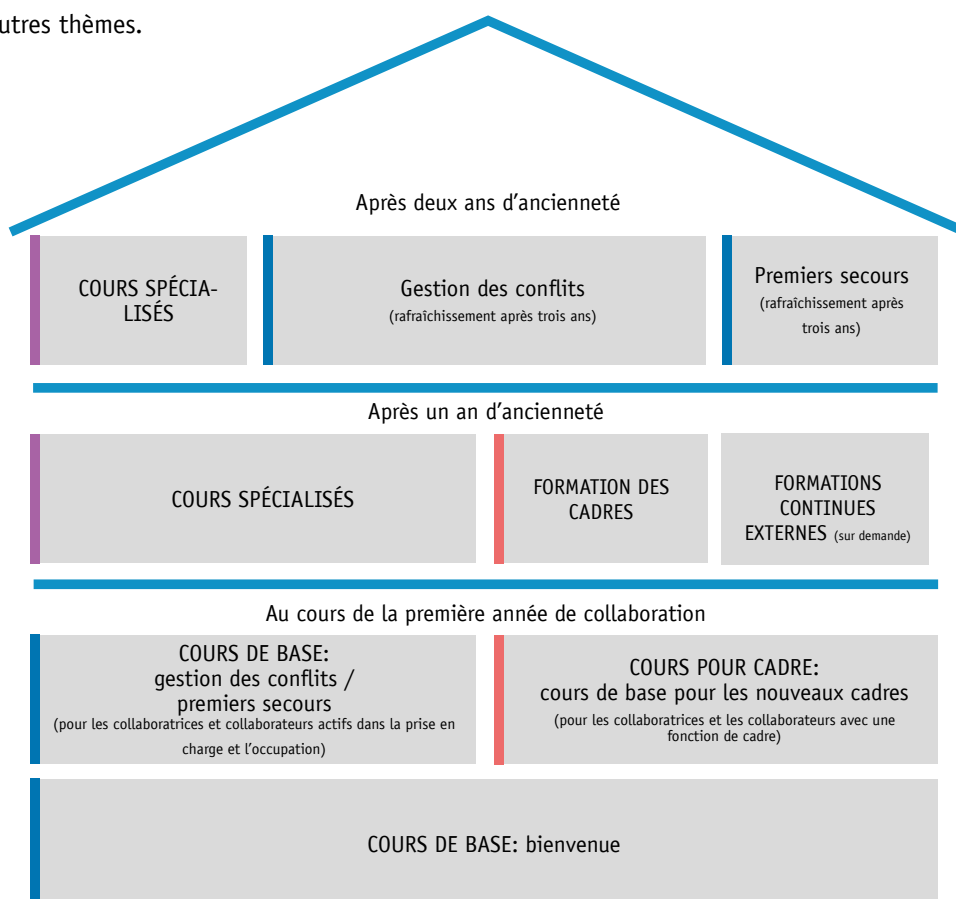 utres thèmes.
Après deux ans d’ancienneté
COURS SPÉCIA-
LISÉS
Gestion des conflits
(rafraîchissement après trois ans)
Premiers secours
(rafraîchissement après
trois ans)
Après un an d’ancienneté
COURS SPÉCIALISÉS
FORMATION DES
CADRES
FORMATIONS
CONTINUES
EXTERNES (sur demande)
Au cours de la première année de collaboration
COURS DE BASE:
gestion des conflits /
premiers secours
(pour les collaboratrices et collaborateurs actifs dans la prise en
charge et l’occupation)
COURS POUR CADRE:
cours de base pour les nouveaux cadres
(pour les collaboratrices et les collaborateurs avec une
fonction de cadre)
COURS DE BASE: bienvenue